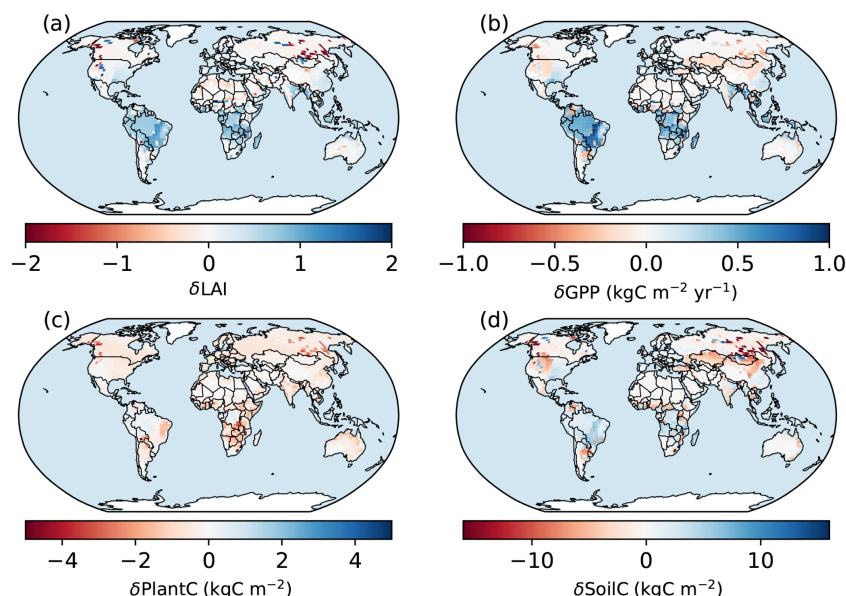 (a) (b)
−2 −1 0 1 2 −1.0 −0.5 0.0 0.5 1.0
δLAI δGPP (kgC m⁻² yr⁻¹)
(c) (d)
−4 −2 0 2 4 −10 0 10
δPlantC (kgC m⁻²) δSoilC (kgC m⁻²)